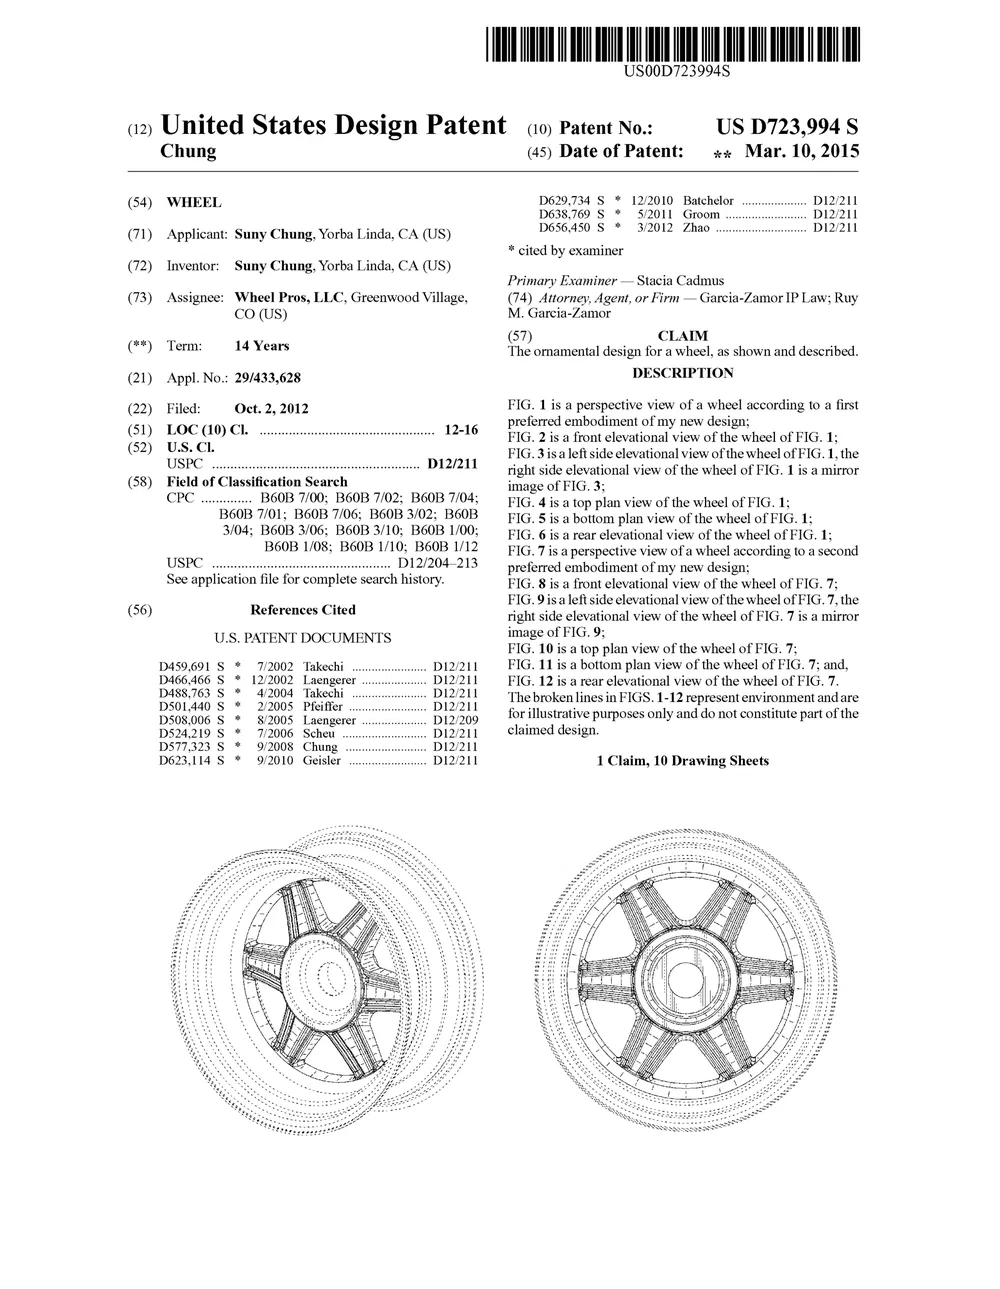 US00D723994S
(12) United States Design Patent
Chung
(10) Patent No.: US D723,994 S
(45) Date of Patent: ** Mar. 10, 2015
(54) WHEEL
(71) Applicant: Suny Chung, Yorba Linda, CA (US)
(72) Inventor: Suny Chung, Yorba Linda, CA (US)
(73) Assignee: Wheel Pros, LLC, Greenwood Village,
CO (US)
(**) Term: 14 Years
(21) Appl. No.: 29/433,628
(22) Filed: Oct. 2, 2012
(51) LOC (10) Cl. ................................................ 12-16
(52) U.S. Cl.
USPC ......................................................... D12/211
(58) Field of Classification Search
CPC .............. B60B 7/00; B60B 7/02; B60B 7/04;
B60B 7/01; B60B 7/06; B60B 3/02; B60B
3/04; B60B 3/06; B60B 3/10; B60B 1/00;
B60B 1/08; B60B 1/10; B60B 1/12
USPC ................................................. D12/204–213
See application file for complete search history.
(56) References Cited
U.S. PATENT DOCUMENTS
D459,691 S * 7/2002 Takechi ....................... D12/211
D466,466 S * 12/2002 Laengerer .................... D12/211
D488,763 S * 4/2004 Takechi ....................... D12/211
D501,440 S * 2/2005 Pfeiffer ........................ D12/211
D508,006 S * 8/2005 Laengerer .................... D12/209
D524,219 S * 7/2006 Scheu .......................... D12/211
D577,323 S * 9/2008 Chung ......................... D12/211
D623,114 S * 9/2010 Geisler ........................ D12/211
D629,734 S * 12/2010 Batchelor .................... D12/211
D638,769 S * 5/2011 Groom ......................... D12/211
D656,450 S * 3/2012 Zhao ............................ D12/211
* cited by examiner
Primary Examiner — Stacia Cadmus
(74) Attorney, Agent, or Firm — Garcia-Zamor IP Law; Ruy
M. Garcia-Zamor
(57) CLAIM
The ornamental design for a wheel, as shown and described.
DESCRIPTION
FIG. 1 is a perspective view of a wheel according to a first
preferred embodiment of my new design;
FIG. 2 is a front elevational view of the wheel of FIG. 1;
FIG. 3 is a left side elevational view of the wheel of FIG. 1, the
right side elevational view of the wheel of FIG. 1 is a mirror
image of FIG. 3;
FIG. 4 is a top plan view of the wheel of FIG. 1;
FIG. 5 is a bottom plan view of the wheel of FIG. 1;
FIG. 6 is a rear elevational view of the wheel of FIG. 1;
FIG. 7 is a perspective view of a wheel according to a second
preferred embodiment of my new design;
FIG. 8 is a front elevational view of the wheel of FIG. 7;
FIG. 9 is a left side elevational view of the wheel of FIG. 7, the
right side elevational view of the wheel of FIG. 7 is a mirror
image of FIG. 9;
FIG. 10 is a top plan view of the wheel of FIG. 7;
FIG. 11 is a bottom plan view of the wheel of FIG. 7; and,
FIG. 12 is a rear elevational view of the wheel of FIG. 7.
The broken lines in FIGS. 1-12 represent environment and are
for illustrative purposes only and do not constitute part of the
claimed design.
1 Claim, 10 Drawing Sheets